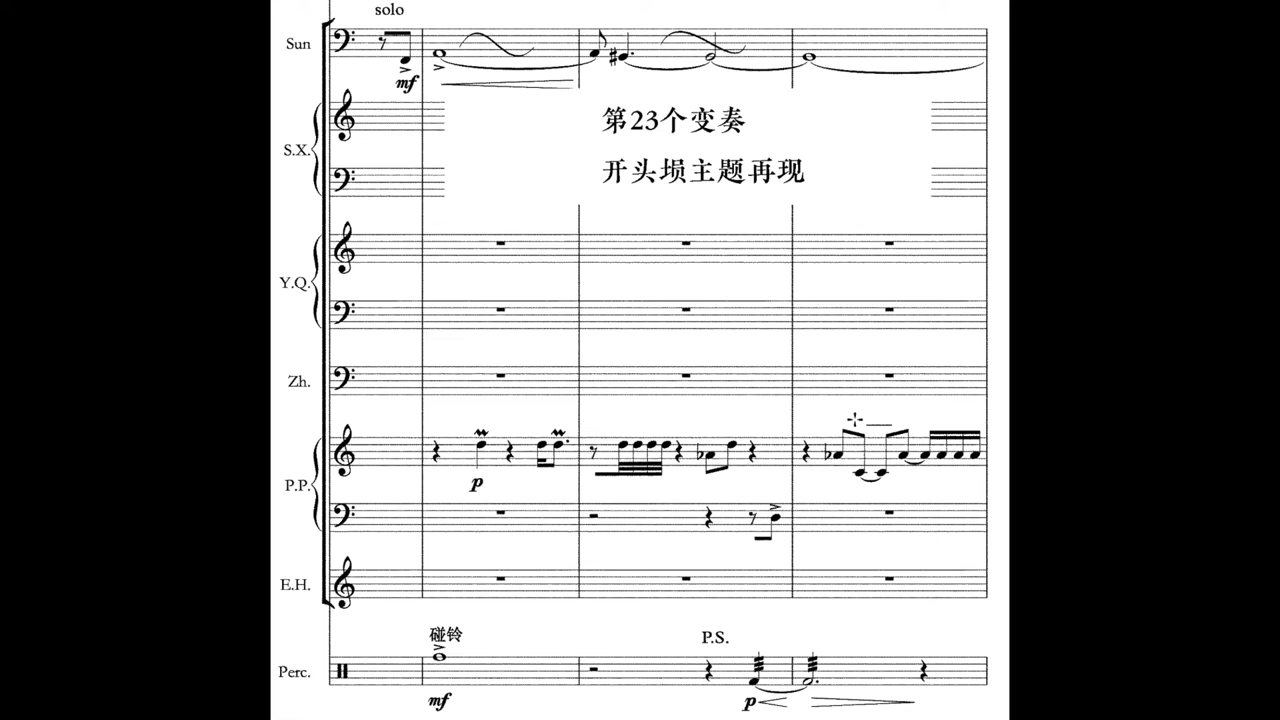 solo
Sun
mf
第23个变奏
开头埙主题再现
S.X.
Y.Q.
Zh.
P.P.
p
E.H.
碰铃
P.S.
Perc.
mf
p